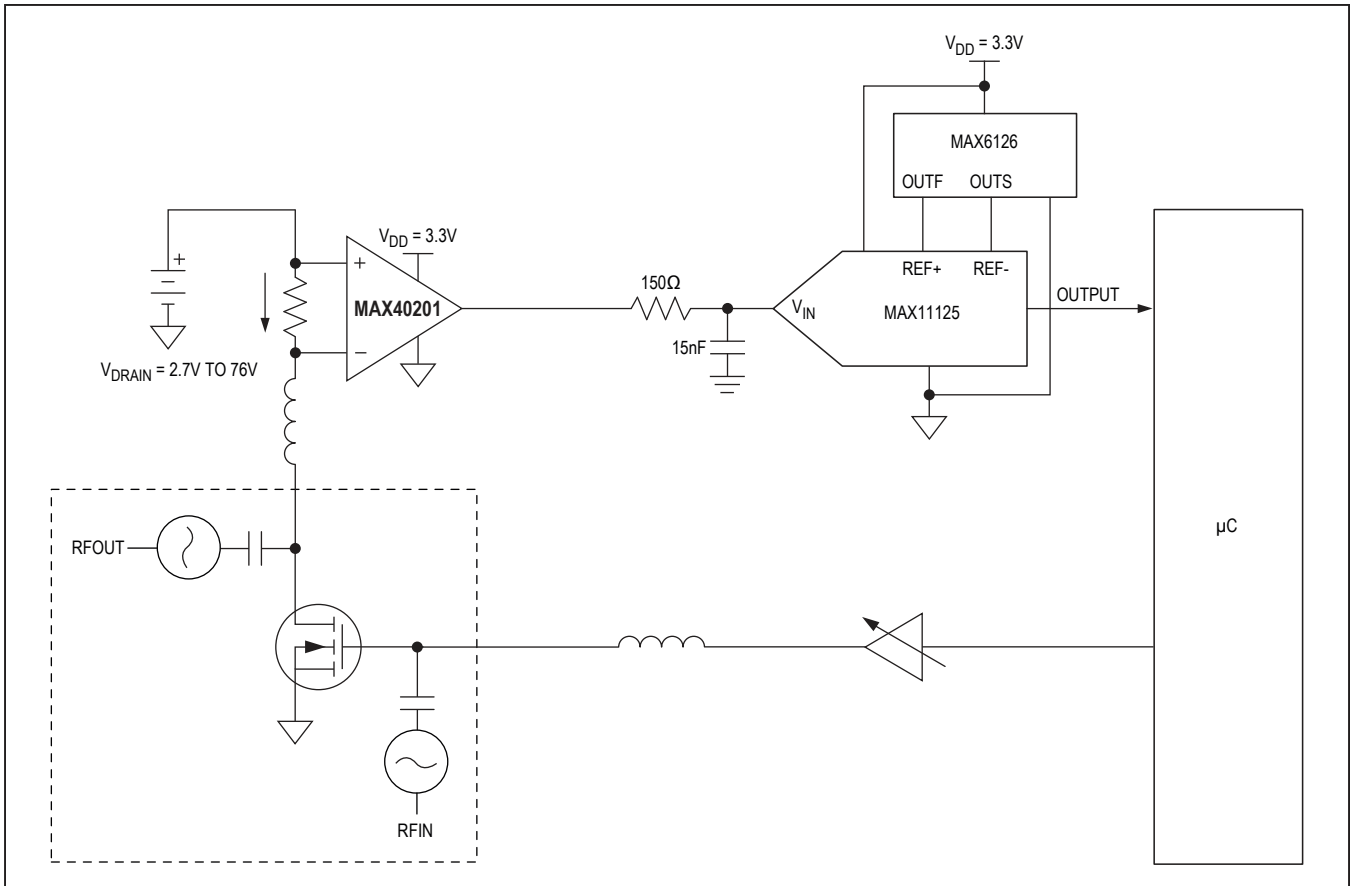 V_DD = 3.3V
MAX6126
OUTF OUTS
V_DD = 3.3V
+
+
MAX40201
−
V_DRAIN = 2.7V TO 76V
150Ω
15nF
REF+ REF-
V_IN
MAX11125
OUTPUT
µC
RFOUT
RFIN